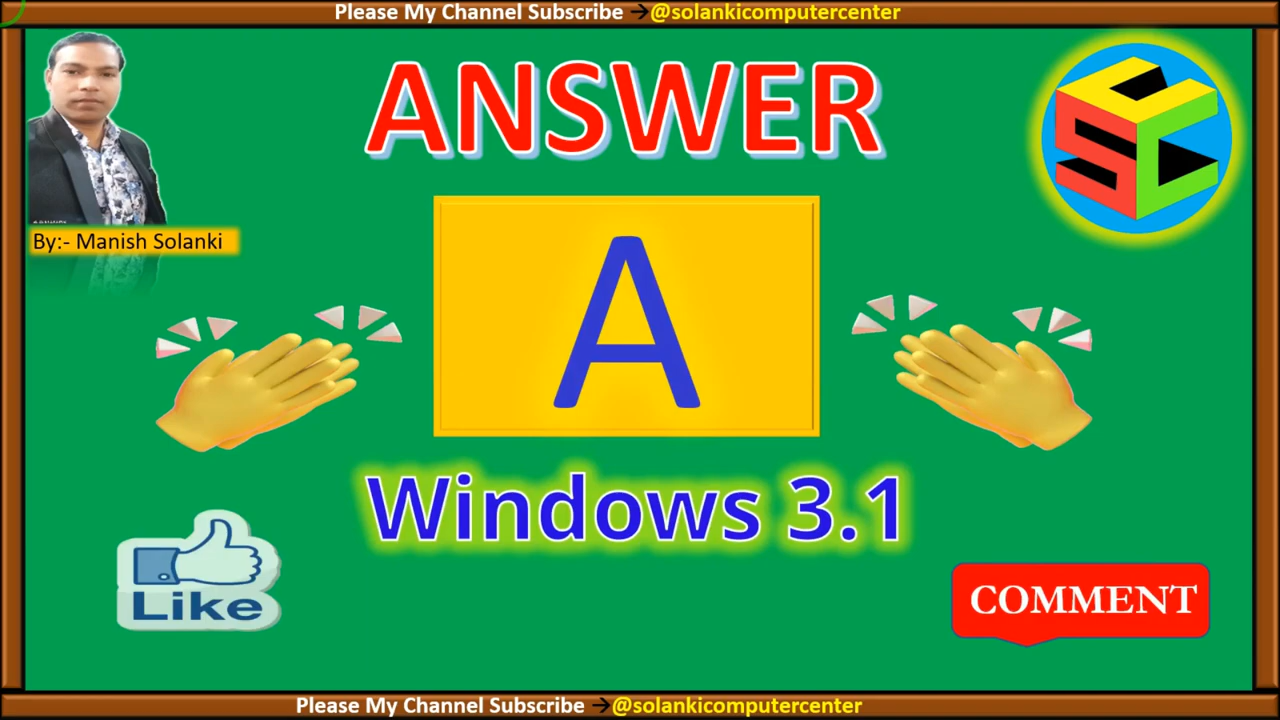 Please My Channel Subscribe →@solankicomputercenter
ANSWER
SCC
By:- Manish Solanki
A
Windows 3.1
Like
COMMENT
Please My Channel Subscribe →@solankicomputercenter